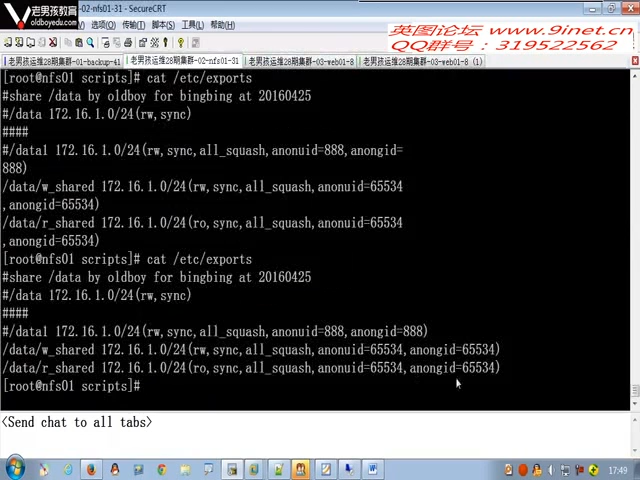 老男孩
oldboyedu.com
-02-nfs01-31 - SecureCRT
选项(O) 传输(T) 脚本(S) 工具(L) 帮助(H)
英图论坛 www.9inet.cn
QQ群号: 319522562
老男孩运维28期集群-01-backup-41 老男孩运维28期集群-02-nfs01-31 老男孩运维28期集群-03-web01-8 老男孩运维28期集群-03-web01-8 (1)
[root@nfs01 scripts]# cat /etc/exports
#share /data by oldboy for bingbing at 20160425
#/data 172.16.1.0/24(rw,sync)
####
#/data1 172.16.1.0/24(rw,sync,all_squash,anonuid=888,anongid=
888)
/data/w_shared 172.16.1.0/24(rw,sync,all_squash,anonuid=65534
,anongid=65534)
/data/r_shared 172.16.1.0/24(ro,sync,all_squash,anonuid=65534
,anongid=65534)
[root@nfs01 scripts]# cat /etc/exports
#share /data by oldboy for bingbing at 20160425
#/data 172.16.1.0/24(rw,sync)
####
#/data1 172.16.1.0/24(rw,sync,all_squash,anonuid=888,anongid=888)
/data/w_shared 172.16.1.0/24(rw,sync,all_squash,anonuid=65534,anongid=65534)
/data/r_shared 172.16.1.0/24(ro,sync,all_squash,anonuid=65534,anongid=65534)
[root@nfs01 scripts]#
<Send chat to all tabs>
17:49